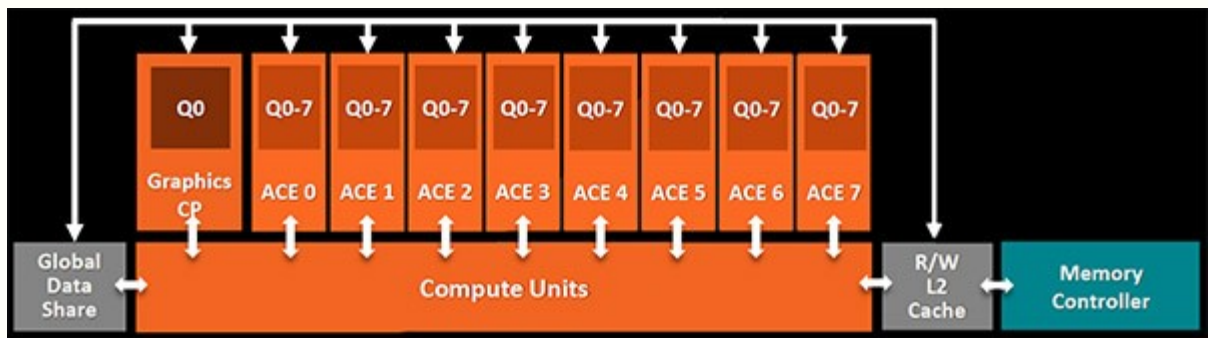 Q0
Q0-7
Q0-7
Q0-7
Q0-7
Q0-7
Q0-7
Q0-7
Q0-7
Graphics
CP
ACE 0
ACE 1
ACE 2
ACE 3
ACE 4
ACE 5
ACE 6
ACE 7
Global
Data
Share
Compute Units
R/W
L2
Cache
Memory
Controller